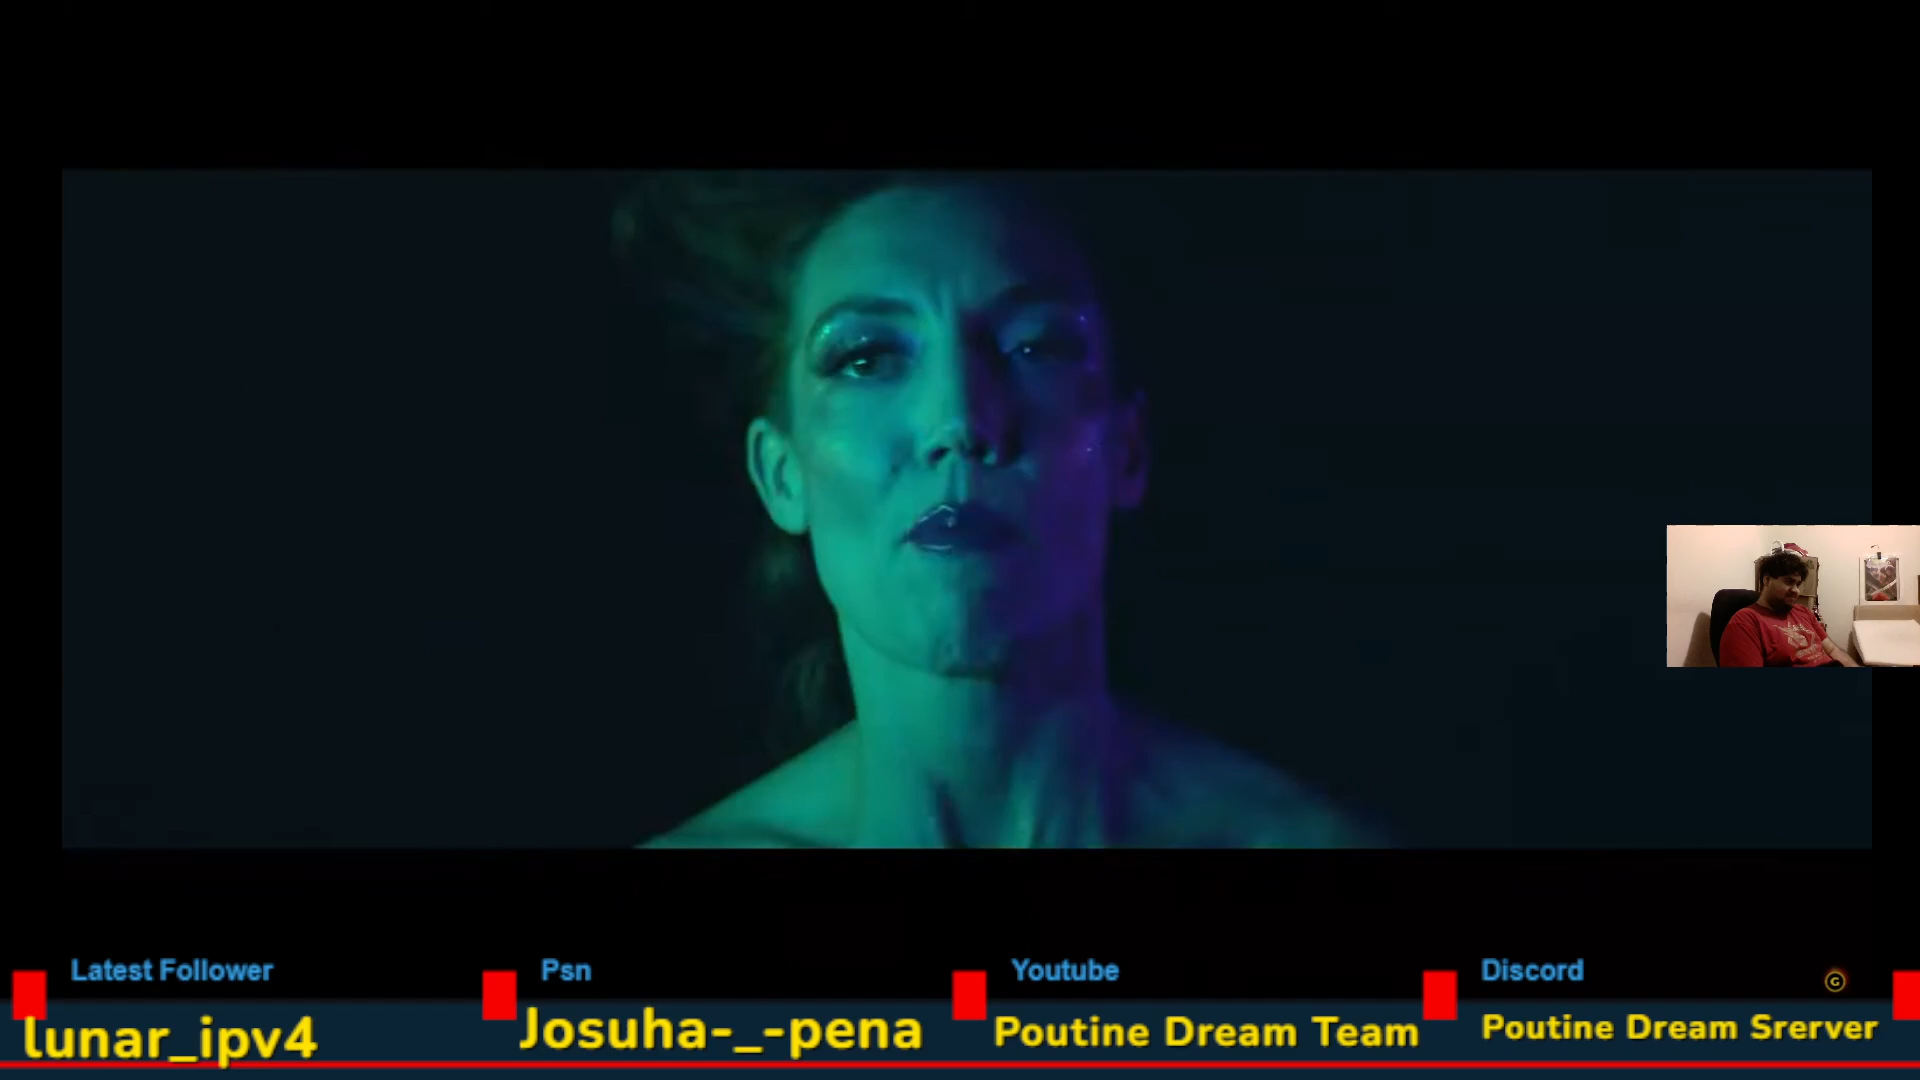 Latest Follower
lunar_ipv4
Psn
Josuha-_-pena
Youtube
Poutine Dream Team
Discord
Poutine Dream Srerver
G